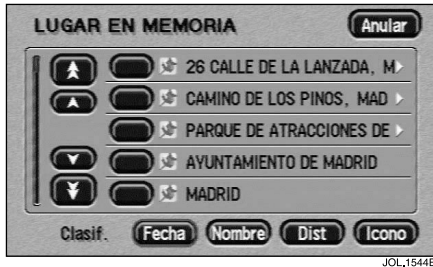 LUGAR EN MEMORIA Anular
26 CALLE DE LA LANZADA, M
CAMINO DE LOS PINOS, MAD
PARQUE DE ATRACCIONES DE
AYUNTAMIENTO DE MADRID
MADRID
Clasif. Fecha Nombre Dist Icono
JOL.1544E